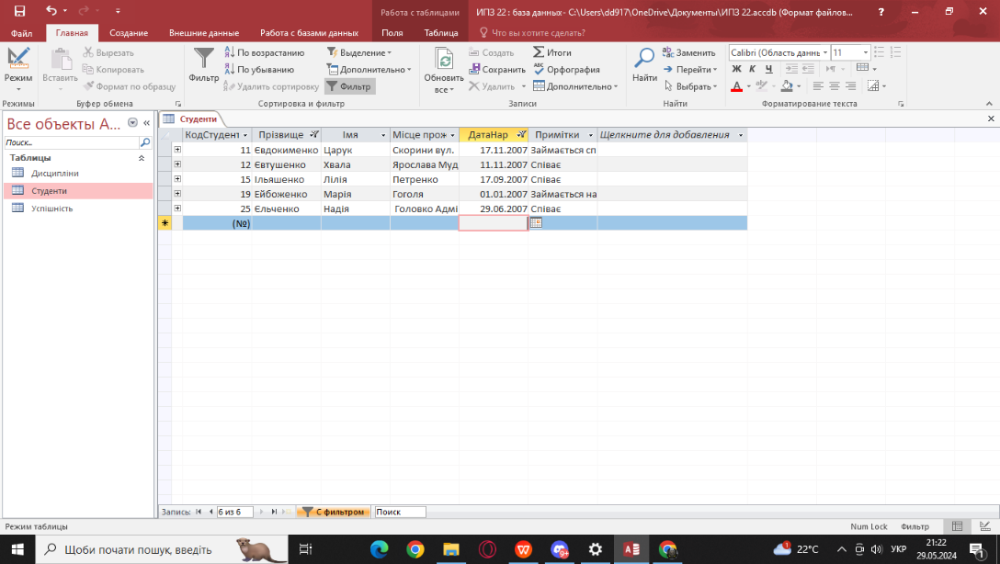 Работа с таблицами
ИПЗ 22 : база данных- C:\Users\dd917\OneDrive\Документы\ИПЗ 22.accdb (Формат файлов...
?
Файл Главная Создание Внешние данные Работа с базами данных Поля Таблица Что вы хотите сделать?
Режим
Вставить
Вырезать
Копировать
Формат по образцу
Фильтр
По возрастанию
По убыванию
Удалить сортировку
Выделение
Дополнительно
Фильтр
Обновить все
Создать
Сохранить
Удалить
Итоги
Орфография
Дополнительно
Найти
Заменить
Перейти
Выбрать
Calibri (Область даннь 11
Ж К Ч
Режимы Буфер обмена Сортировка и фильтр Записи Найти Форматирование текста
Все объекты A...
Поиск...
Таблицы
Дисципліни
Студенти
Успішність
Студенти
КодСтудент Прізвище Імя Місце прож ДатаНар Примітки Щелкните для добавления
11 Євдокименко Царук Скорини вул. 17.11.2007 Займається сп
12 Євтушенко Хвала Ярослава Муд 11.11.2007 Співає
15 Ільяшенко Лілія Петренко 17.09.2007 Співає
19 Ейбоженко Марія Гоголя 01.01.2007 Займається на
25 Єльченко Надія Головко Адмі 29.06.2007 Співає
(№)
Запись: 6 из 6 С фильтром Поиск
Режим таблицы Num Lock Фильтр
Щоби почати пошук, введіть
22°C УКР 21:22
29.05.2024